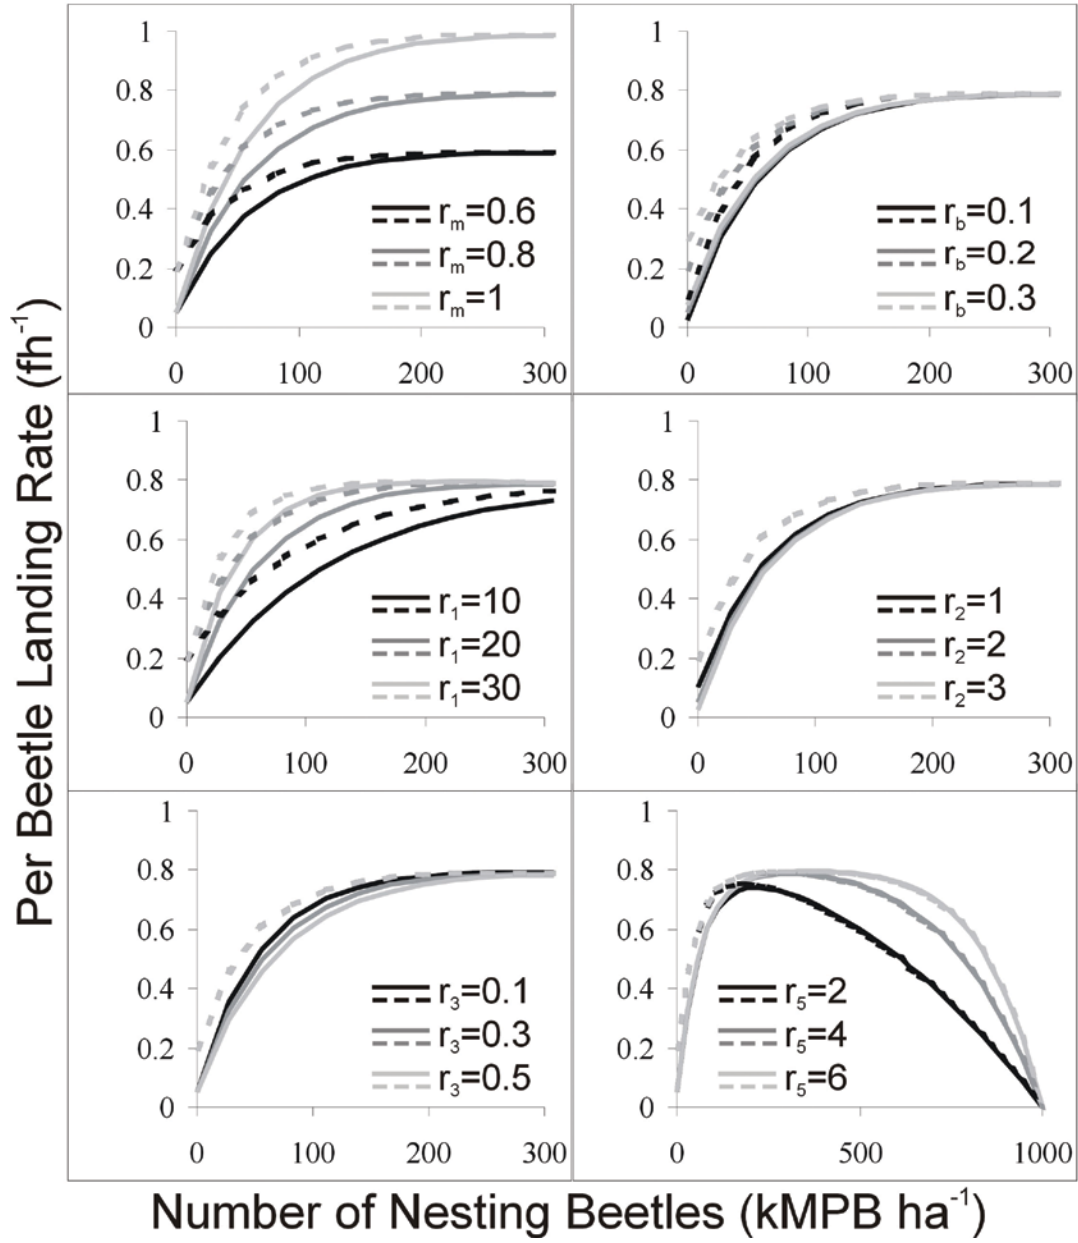 Per Beetle Landing Rate (fh⁻¹)
1
0.8
0.6
0.4
0.2
0
0 100 200 300
rₘ=0.6
rₘ=0.8
rₘ=1
1
0.8
0.6
0.4
0.2
0
0 100 200 300
r_b=0.1
r_b=0.2
r_b=0.3
1
0.8
0.6
0.4
0.2
0
0 100 200 300
r₁=10
r₁=20
r₁=30
1
0.8
0.6
0.4
0.2
0
0 100 200 300
r₂=1
r₂=2
r₂=3
1
0.8
0.6
0.4
0.2
0
0 100 200 300
r₃=0.1
r₃=0.3
r₃=0.5
1
0.8
0.6
0.4
0.2
0
0 500 1000
r₅=2
r₅=4
r₅=6
Number of Nesting Beetles (kMPB ha⁻¹)